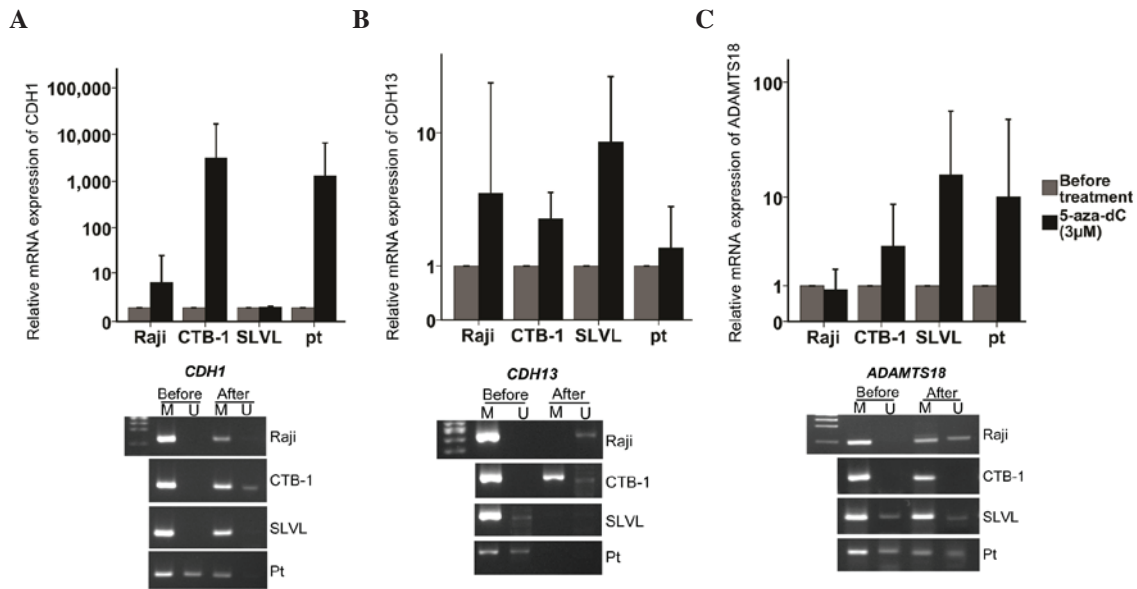 A
B
C
Relative mRNA expression of CDH1
100,000
10,000
1,000
100
10
0
Raji CTB-1 SLVL pt
Relative mRNA expression of CDH13
10
1
0
Raji CTB-1 SLVL pt
Relative mRNA expression of ADAMTS18
100
10
1
0
Raji CTB-1 SLVL pt
Before
treatment
5-aza-dC
(3µM)
CDH1
Before After
M U M U
Raji
CTB-1
SLVL
Pt
CDH13
Before After
M U M U
Raji
CTB-1
SLVL
Pt
ADAMTS18
Before After
M U M U
Raji
CTB-1
SLVL
Pt